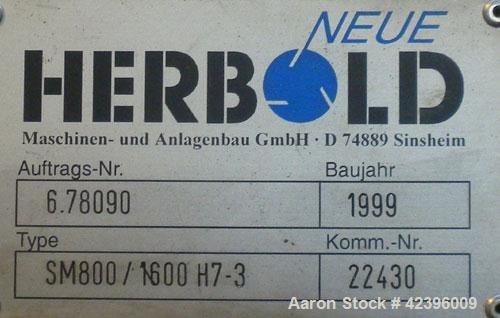 NEUE
HERBOLD
Maschinen- und Anlagenbau GmbH · D 74889 Sinsheim
Auftrags-Nr. Baujahr
6.78090 1999
Type Komm.-Nr.
SM800/1600 H7-3 22430
Aaron Stock # 42396009